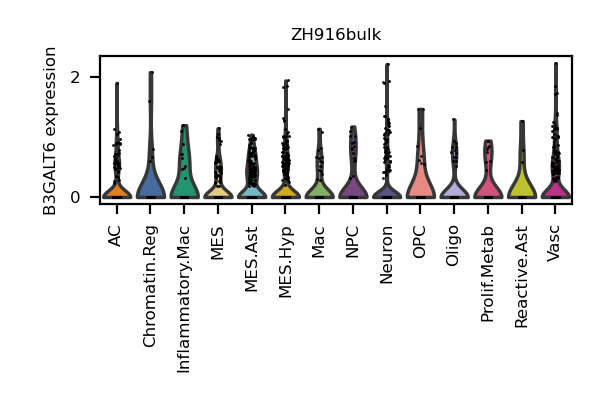 ZH916bulk
B3GALT6 expression
2
0
AC
Chromatin.Reg
Inflammatory.Mac
MES
MES.Ast
MES.Hyp
Mac
NPC
Neuron
OPC
Oligo
Prolif.Metab
Reactive.Ast
Vasc